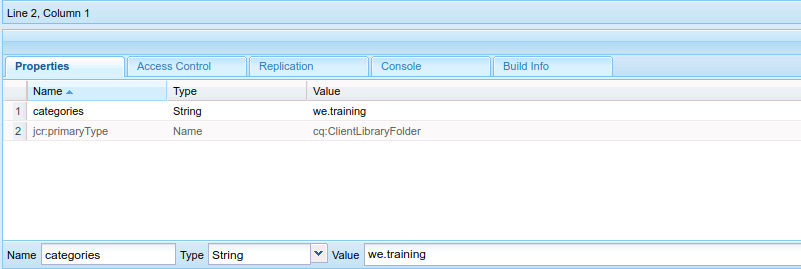 Line 2, Column 1
Properties Access Control Replication Console Build Info
Name Type Value
1 categories String we.training
2 jcr:primaryType Name cq:ClientLibraryFolder
Name categories Type String Value we.training